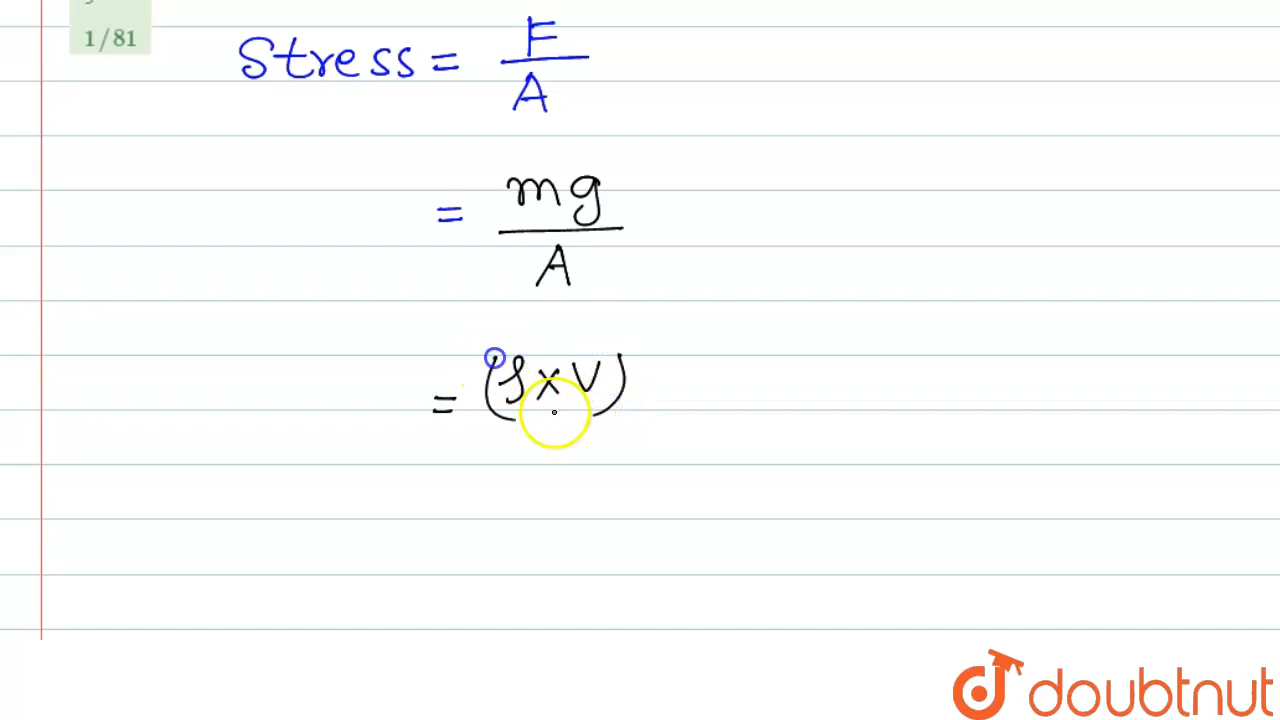 1/81
Stress = F/A
= mg/A
= (ρ×V)
doubtnut